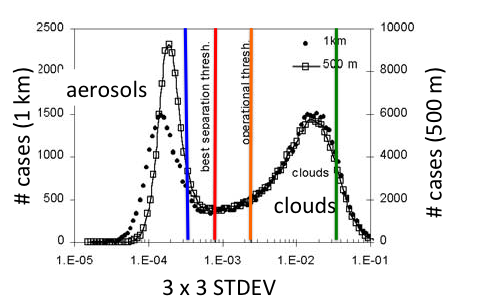 2500
2000
1500
1000
500
0
# cases (1 km)
10000
8000
6000
4000
2000
0
# cases (500 m)
1km
500 m
aerosols
best separation thresh.
operational thresh.
clouds
clouds
1.E-05
1.E-04
1.E-03
1.E-02
1.E-01
3 x 3 STDEV